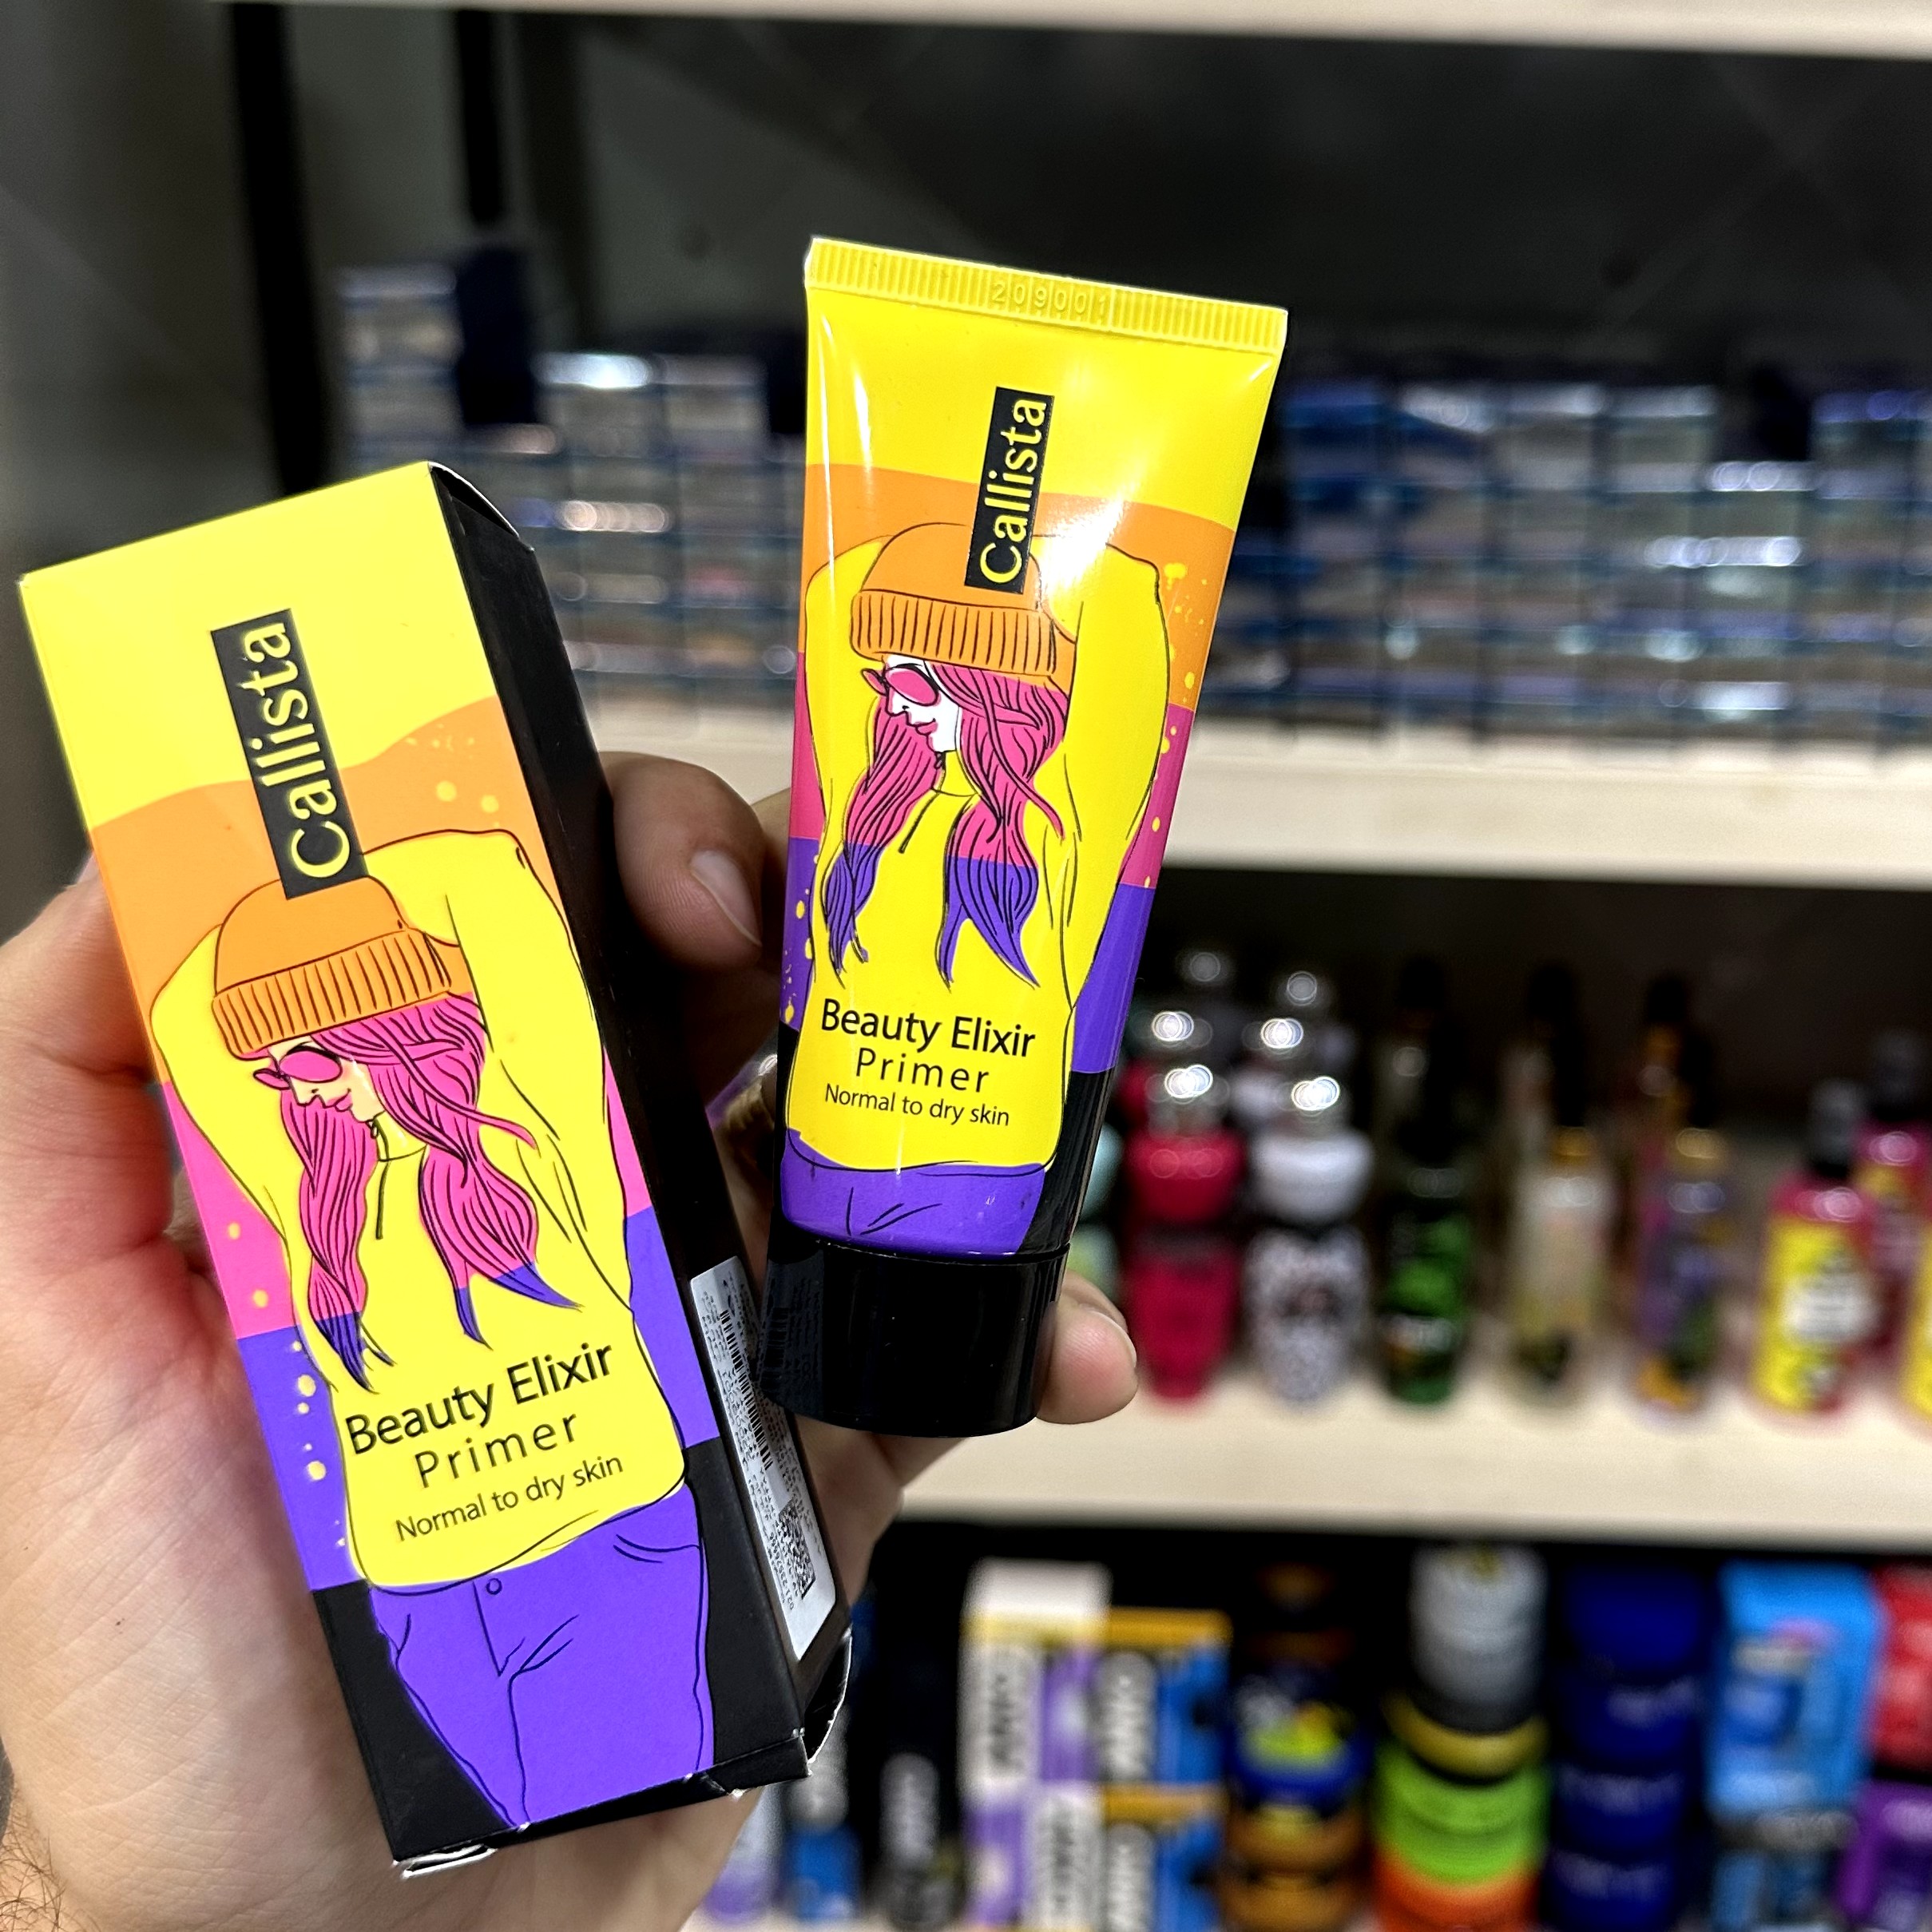 Callista
Beauty Elixir
Primer
Normal to dry skin
209001
Callista
Beauty Elixir
Primer
Normal to dry skin